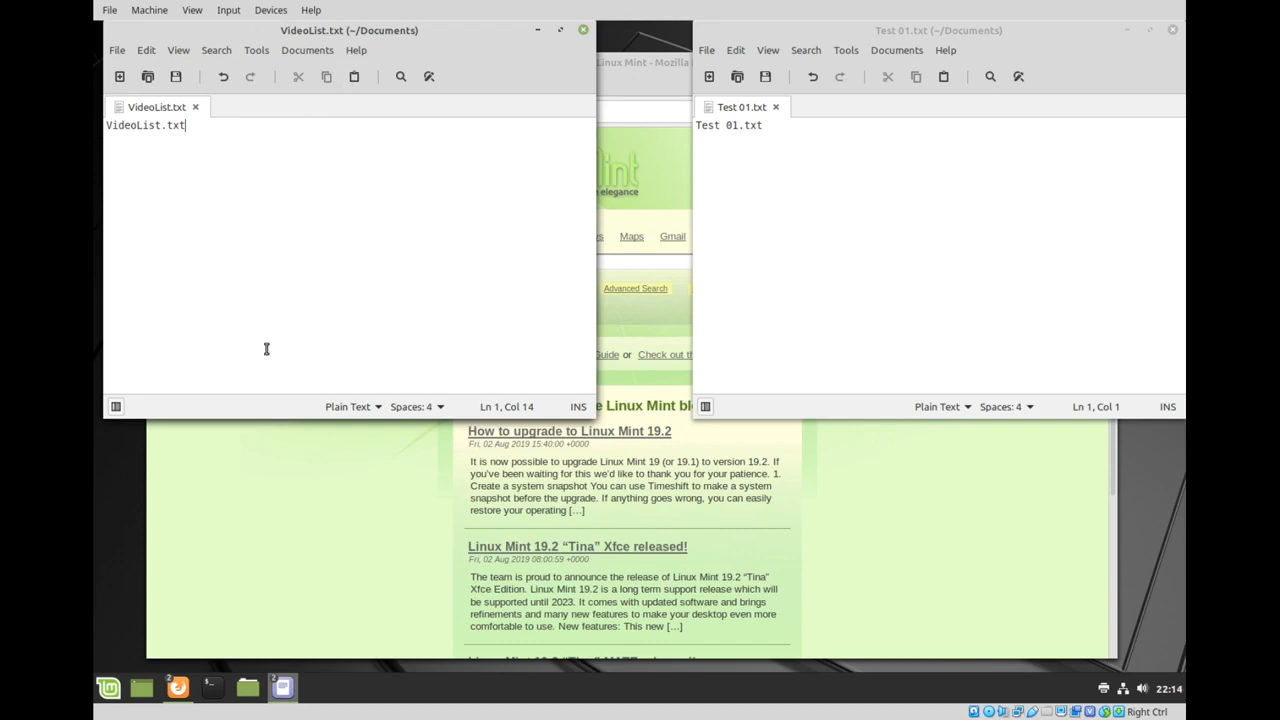 File Machine View Input Devices Help
VideoList.txt (~/Documents)
File Edit View Search Tools Documents Help
VideoList.txt
VideoList.txt
Plain Text Spaces: 4 Ln 1, Col 14 INS
Linux Mint - Mozilla
elegance
Maps Gmail
Advanced Search
Guide or Check out
Linux Mint
Test 01.txt (~/Documents)
File Edit View Search Tools Documents Help
Test 01.txt
Test 01.txt
Plain Text Spaces: 4 Ln 1, Col 1 INS
How to upgrade to Linux Mint 19.2
Fri, 02 Aug 2019 15:40:00 +0000
It is now possible to upgrade Linux Mint 19 (or 19.1) to version 19.2. If
you've been waiting for this we'd like to thank you for your patience. 1.
Create a system snapshot You can use Timeshift to make a system
snapshot before the upgrade. If anything goes wrong, you can easily
restore your operating […]
Linux Mint 19.2 “Tina” Xfce released!
Fri, 02 Aug 2019 08:00:59 +0000
The team is proud to announce the release of Linux Mint 19.2 “Tina”
Xfce Edition. Linux Mint 19.2 is a long term support release which will
be supported until 2023. It comes with updated software and brings
refinements and many new features to make your desktop even more
comfortable to use. New features: This new […]
2 2 22:14
Right Ctrl